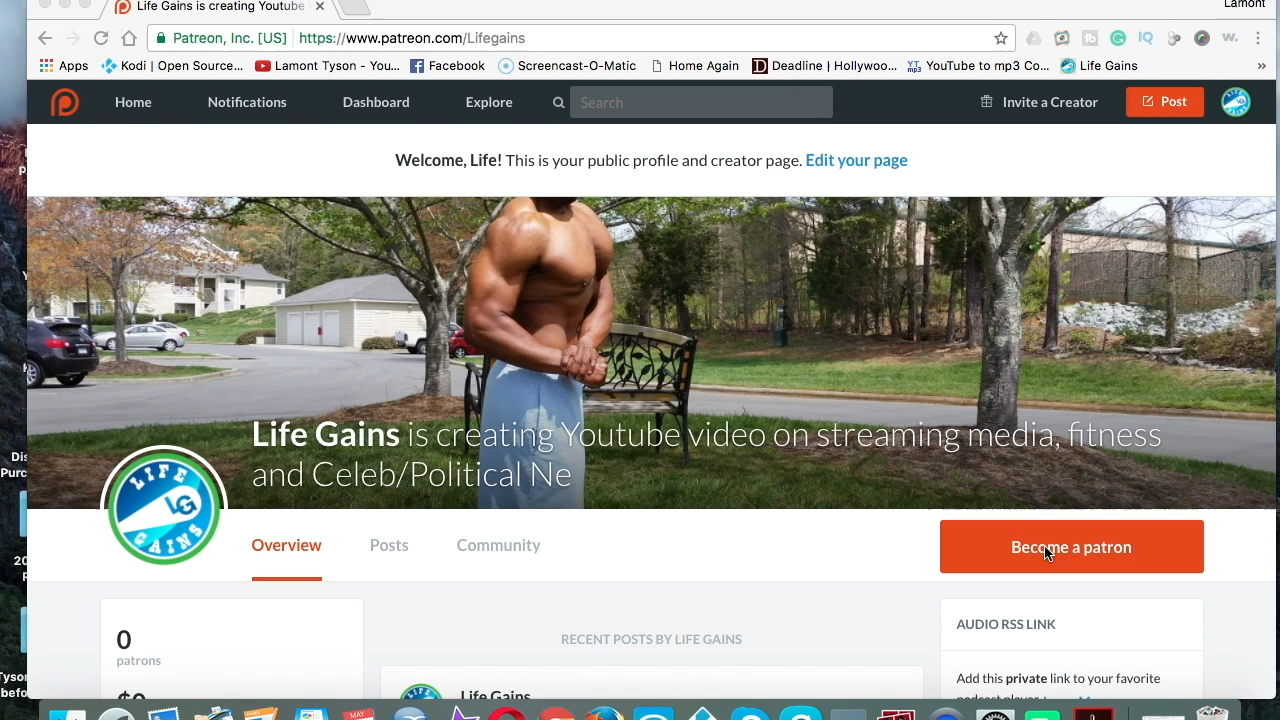 Life Gains is creating Youtube
Lamont
Patreon, Inc. [US] https://www.patreon.com/Lifegains
IQ
w.
Apps Kodi | Open Source... Lamont Tyson - You... Facebook Screencast-O-Matic Home Again Deadline | Hollywoo... YouTube to mp3 Co... Life Gains »
Home Notifications Dashboard Explore Search Invite a Creator Post
Welcome, Life! This is your public profile and creator page. Edit your page
Life Gains is creating Youtube video on streaming media, fitness
and Celeb/Political Ne
LIFE
LG
GAINS
Overview Posts Community Become a patron
0
patrons
RECENT POSTS BY LIFE GAINS
AUDIO RSS LINK
Add this private link to your favorite
Life Gains
MAY